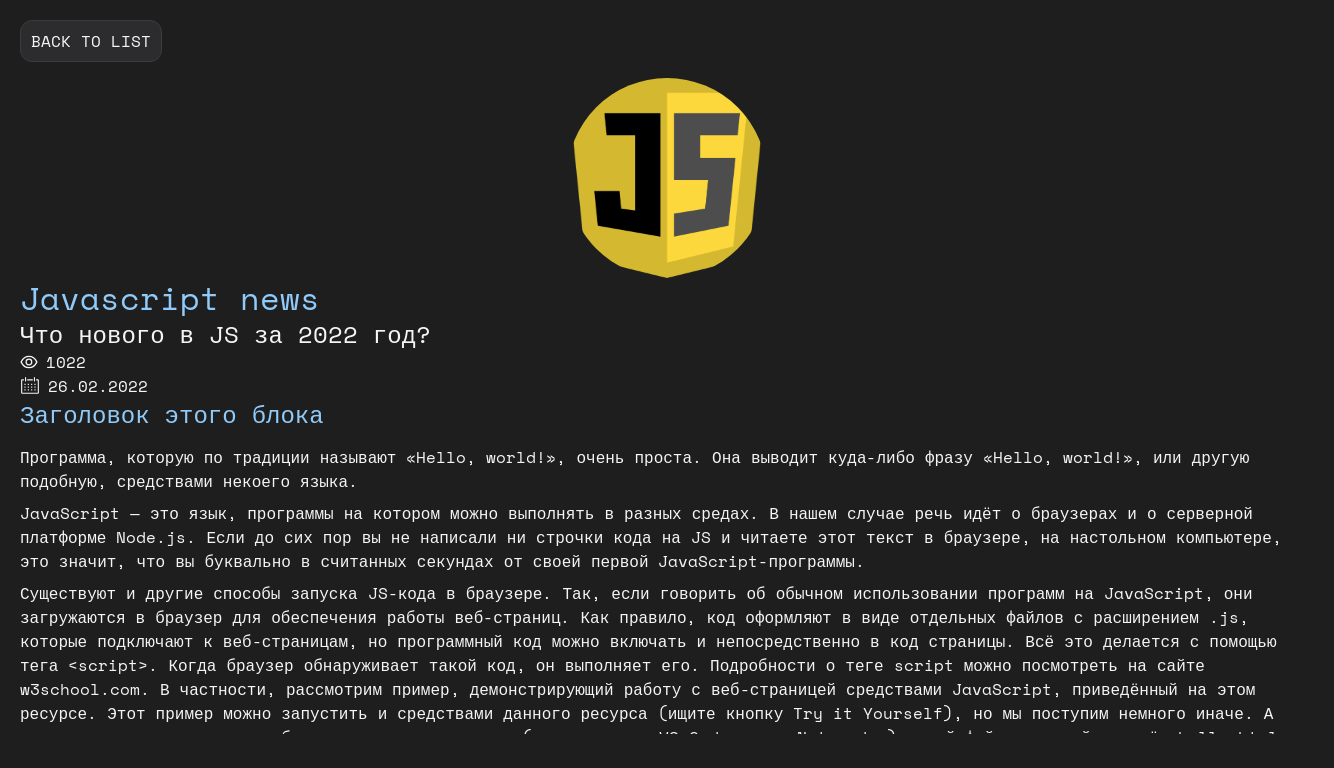 BACK TO LIST
JS
Javascript news
Что нового в JS за 2022 год?
1022
26.02.2022
Заголовок этого блока
Программа, которую по традиции называют «Hello, world!», очень проста. Она выводит куда-либо фразу «Hello, world!», или другую
подобную, средствами некоего языка.
JavaScript — это язык, программы на котором можно выполнять в разных средах. В нашем случае речь идёт о браузерах и о серверной
платформе Node.js. Если до сих пор вы не написали ни строчки кода на JS и читаете этот текст в браузере, на настольном компьютере,
это значит, что вы буквально в считанных секундах от своей первой JavaScript-программы.
Существуют и другие способы запуска JS-кода в браузере. Так, если говорить об обычном использовании программ на JavaScript, они
загружаются в браузер для обеспечения работы веб-страниц. Как правило, код оформляют в виде отдельных файлов с расширением .js,
которые подключают к веб-страницам, но программный код можно включать и непосредственно в код страницы. Всё это делается с помощью
тега <script>. Когда браузер обнаруживает такой код, он выполняет его. Подробности о теге script можно посмотреть на сайте
w3school.com. В частности, рассмотрим пример, демонстрирующий работу с веб-страницей средствами JavaScript, приведённый на этом
ресурсе. Этот пример можно запустить и средствами данного ресурса (ищите кнопку Try it Yourself), но мы поступим немного иначе. А